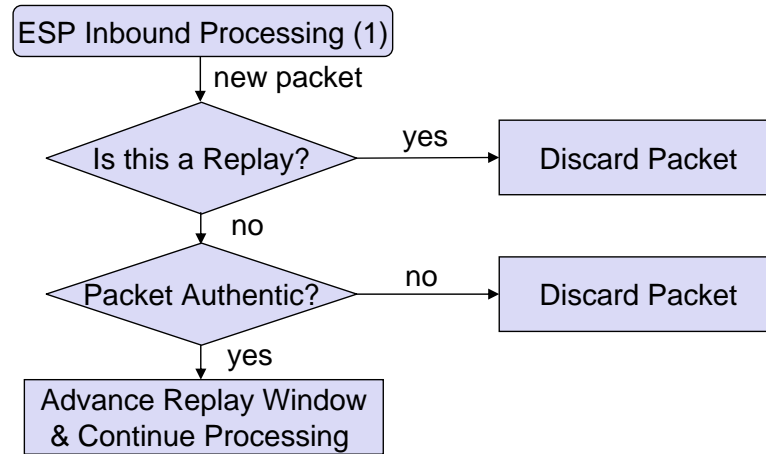 ESP Inbound Processing (1)
new packet
Is this a Replay?
yes
Discard Packet
no
Packet Authentic?
no
Discard Packet
yes
Advance Replay Window
& Continue Processing